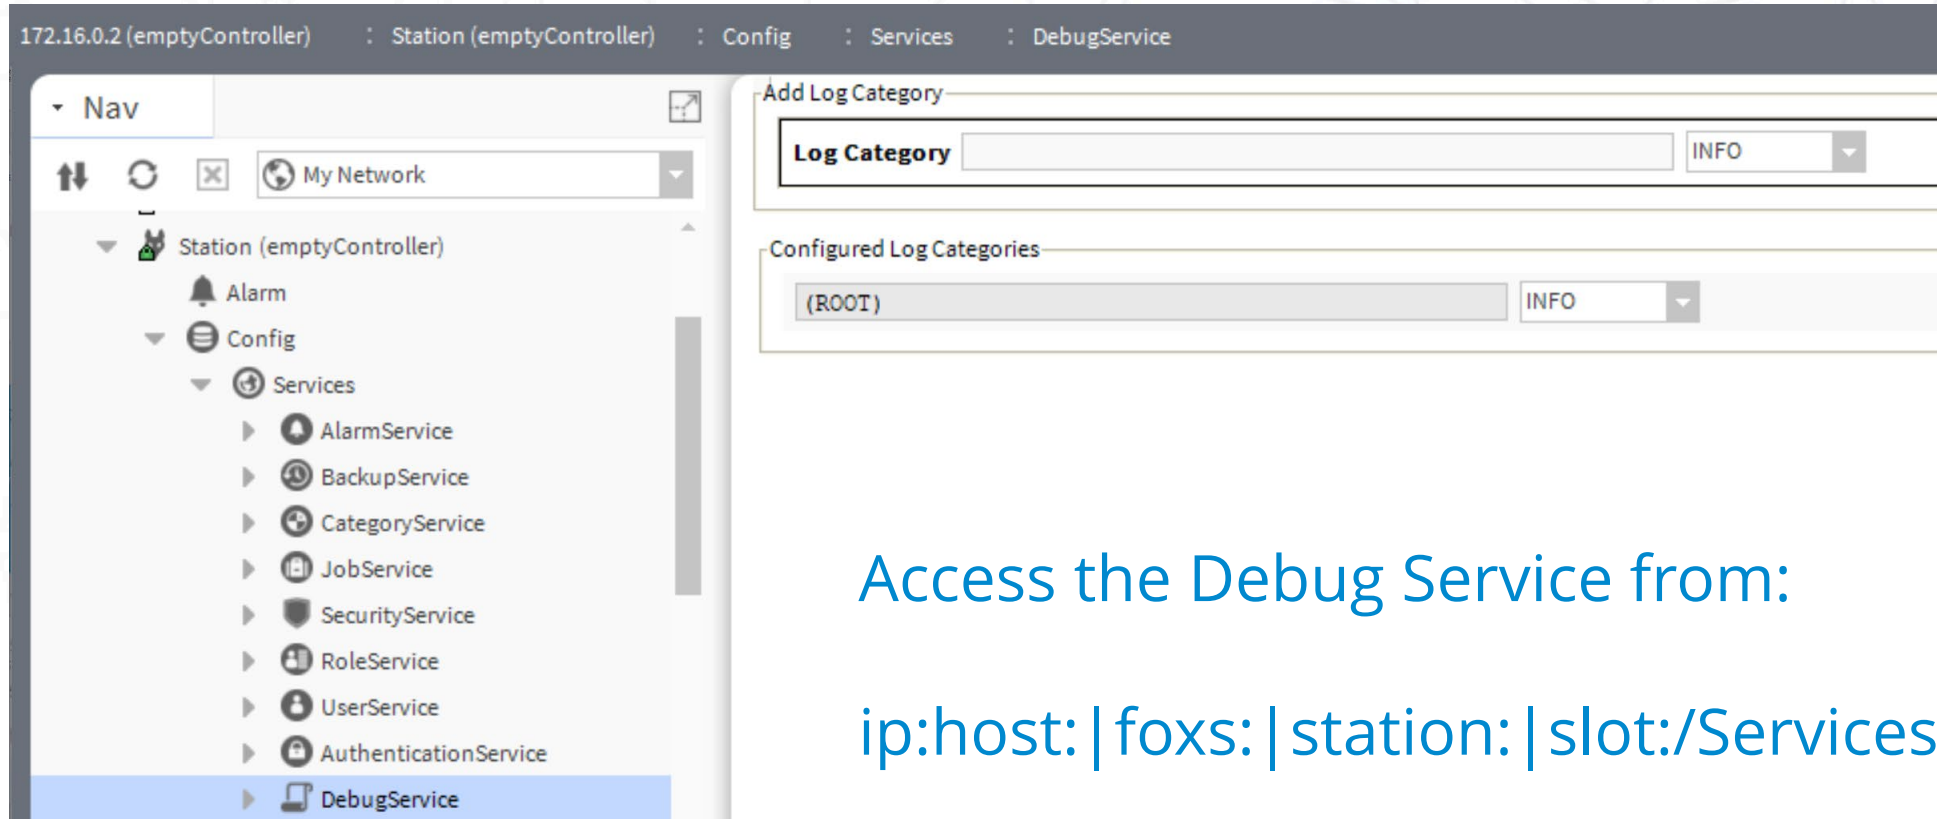 172.16.0.2 (emptyController) : Station (emptyController) : Config : Services : DebugService
Nav
My Network
Station (emptyController)
Alarm
Config
Services
AlarmService
BackupService
CategoryService
JobService
SecurityService
RoleService
UserService
AuthenticationService
DebugService
Add Log Category
Log Category INFO
Configured Log Categories
(ROOT) INFO
Access the Debug Service from:
ip:host:|foxs:|station:|slot:/Services